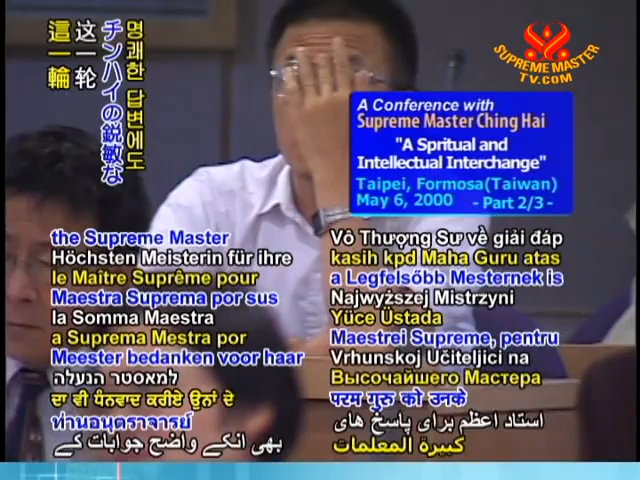 명쾌한 답변에도
チンハイの鋭敏な
这一轮
這一輪
SUPREME MASTER
TV.COM
A Conference with
Supreme Master Ching Hai
"A Spritual and
Intellectual Interchange"
Taipei, Formosa(Taiwan)
May 6, 2000 - Part 2/3 -
the Supreme Master
Höchsten Meisterin für ihre
le Maître Suprême pour
Maestra Suprema por sus
la Somma Maestra
a Suprema Mestra por
Meester bedanken voor haar
למאסטר הנעלה
ਦਾ ਵੀ ਧੰਨਵਾਦ ਕਰੀਏ ਉਨਾਂ ਦੇ
ท่านอนุตราจารย์
بھی انکے واضح جوابات کے
Vô Thượng Sư về giải đáp
kasih kpd Maha Guru atas
a Legfelsőbb Mesternek is
Najwyższej Mistrzyni
Yüce Üstada
Maestrei Supreme, pentru
Vrhunskoj Učiteljici na
Высочайшего Мастера
परम गुरु को उनके
استاد اعظم برای پاسخ های
كبيرة المعلمات